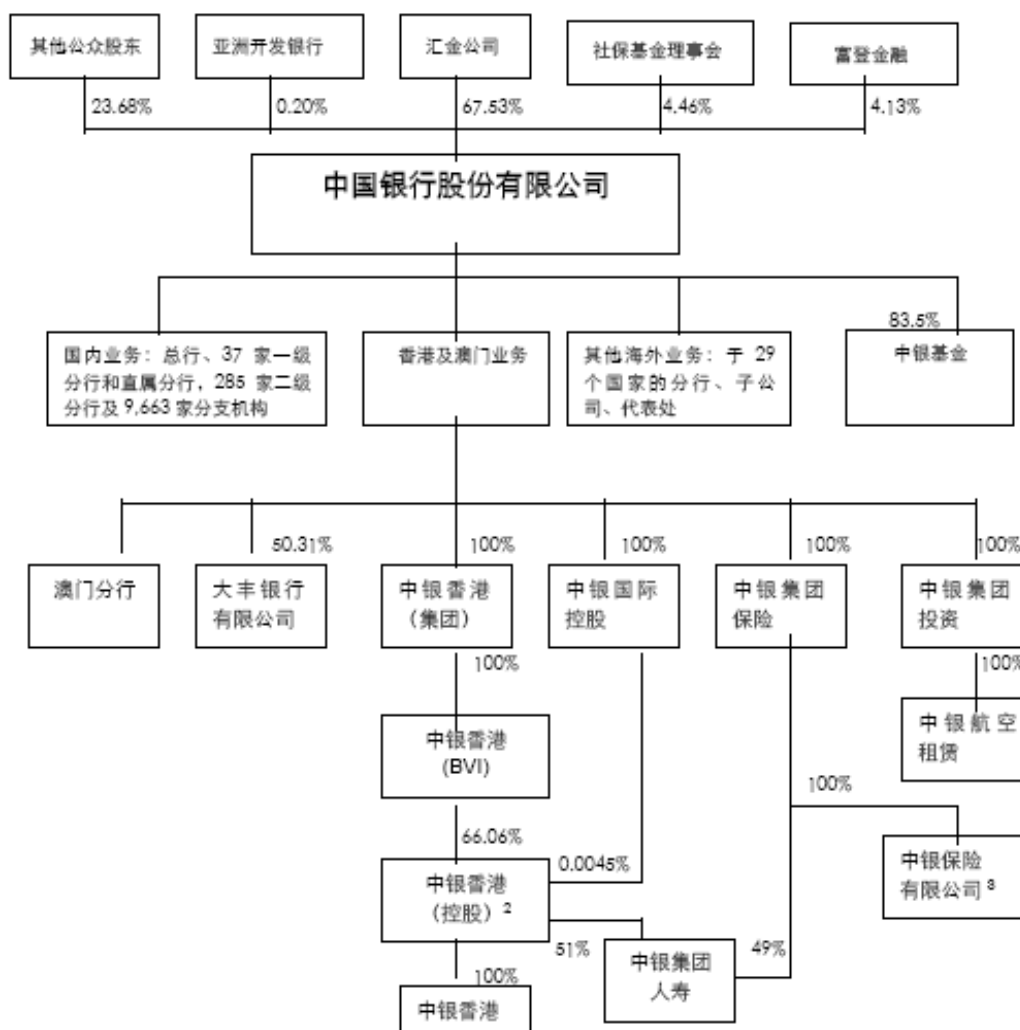 其他公众股东
亚洲开发银行
汇金公司
社保基金理事会
富登金融
23.68%
0.20%
67.53%
4.46%
4.13%
中国银行股份有限公司
83.5%
国内业务：总行、37 家一级
分行和直属分行，285 家二级
分行及 9,663 家分支机构
香港及澳门业务
其他海外业务：于 29
个国家的分行、子公
司、代表处
中银基金
50.31%
100%
100%
100%
100%
澳门分行
大丰银行
有限公司
中银香港
（集团）
中银国际
控股
中银集团
保险
中银集团
投资
100%
100%
中银香港
(BVI)
中银航空
租赁
100%
66.06%
0.0045%
中银香港
（控股）2
中银保险
有限公司 3
51%
49%
中银集团
人寿
100%
中银香港